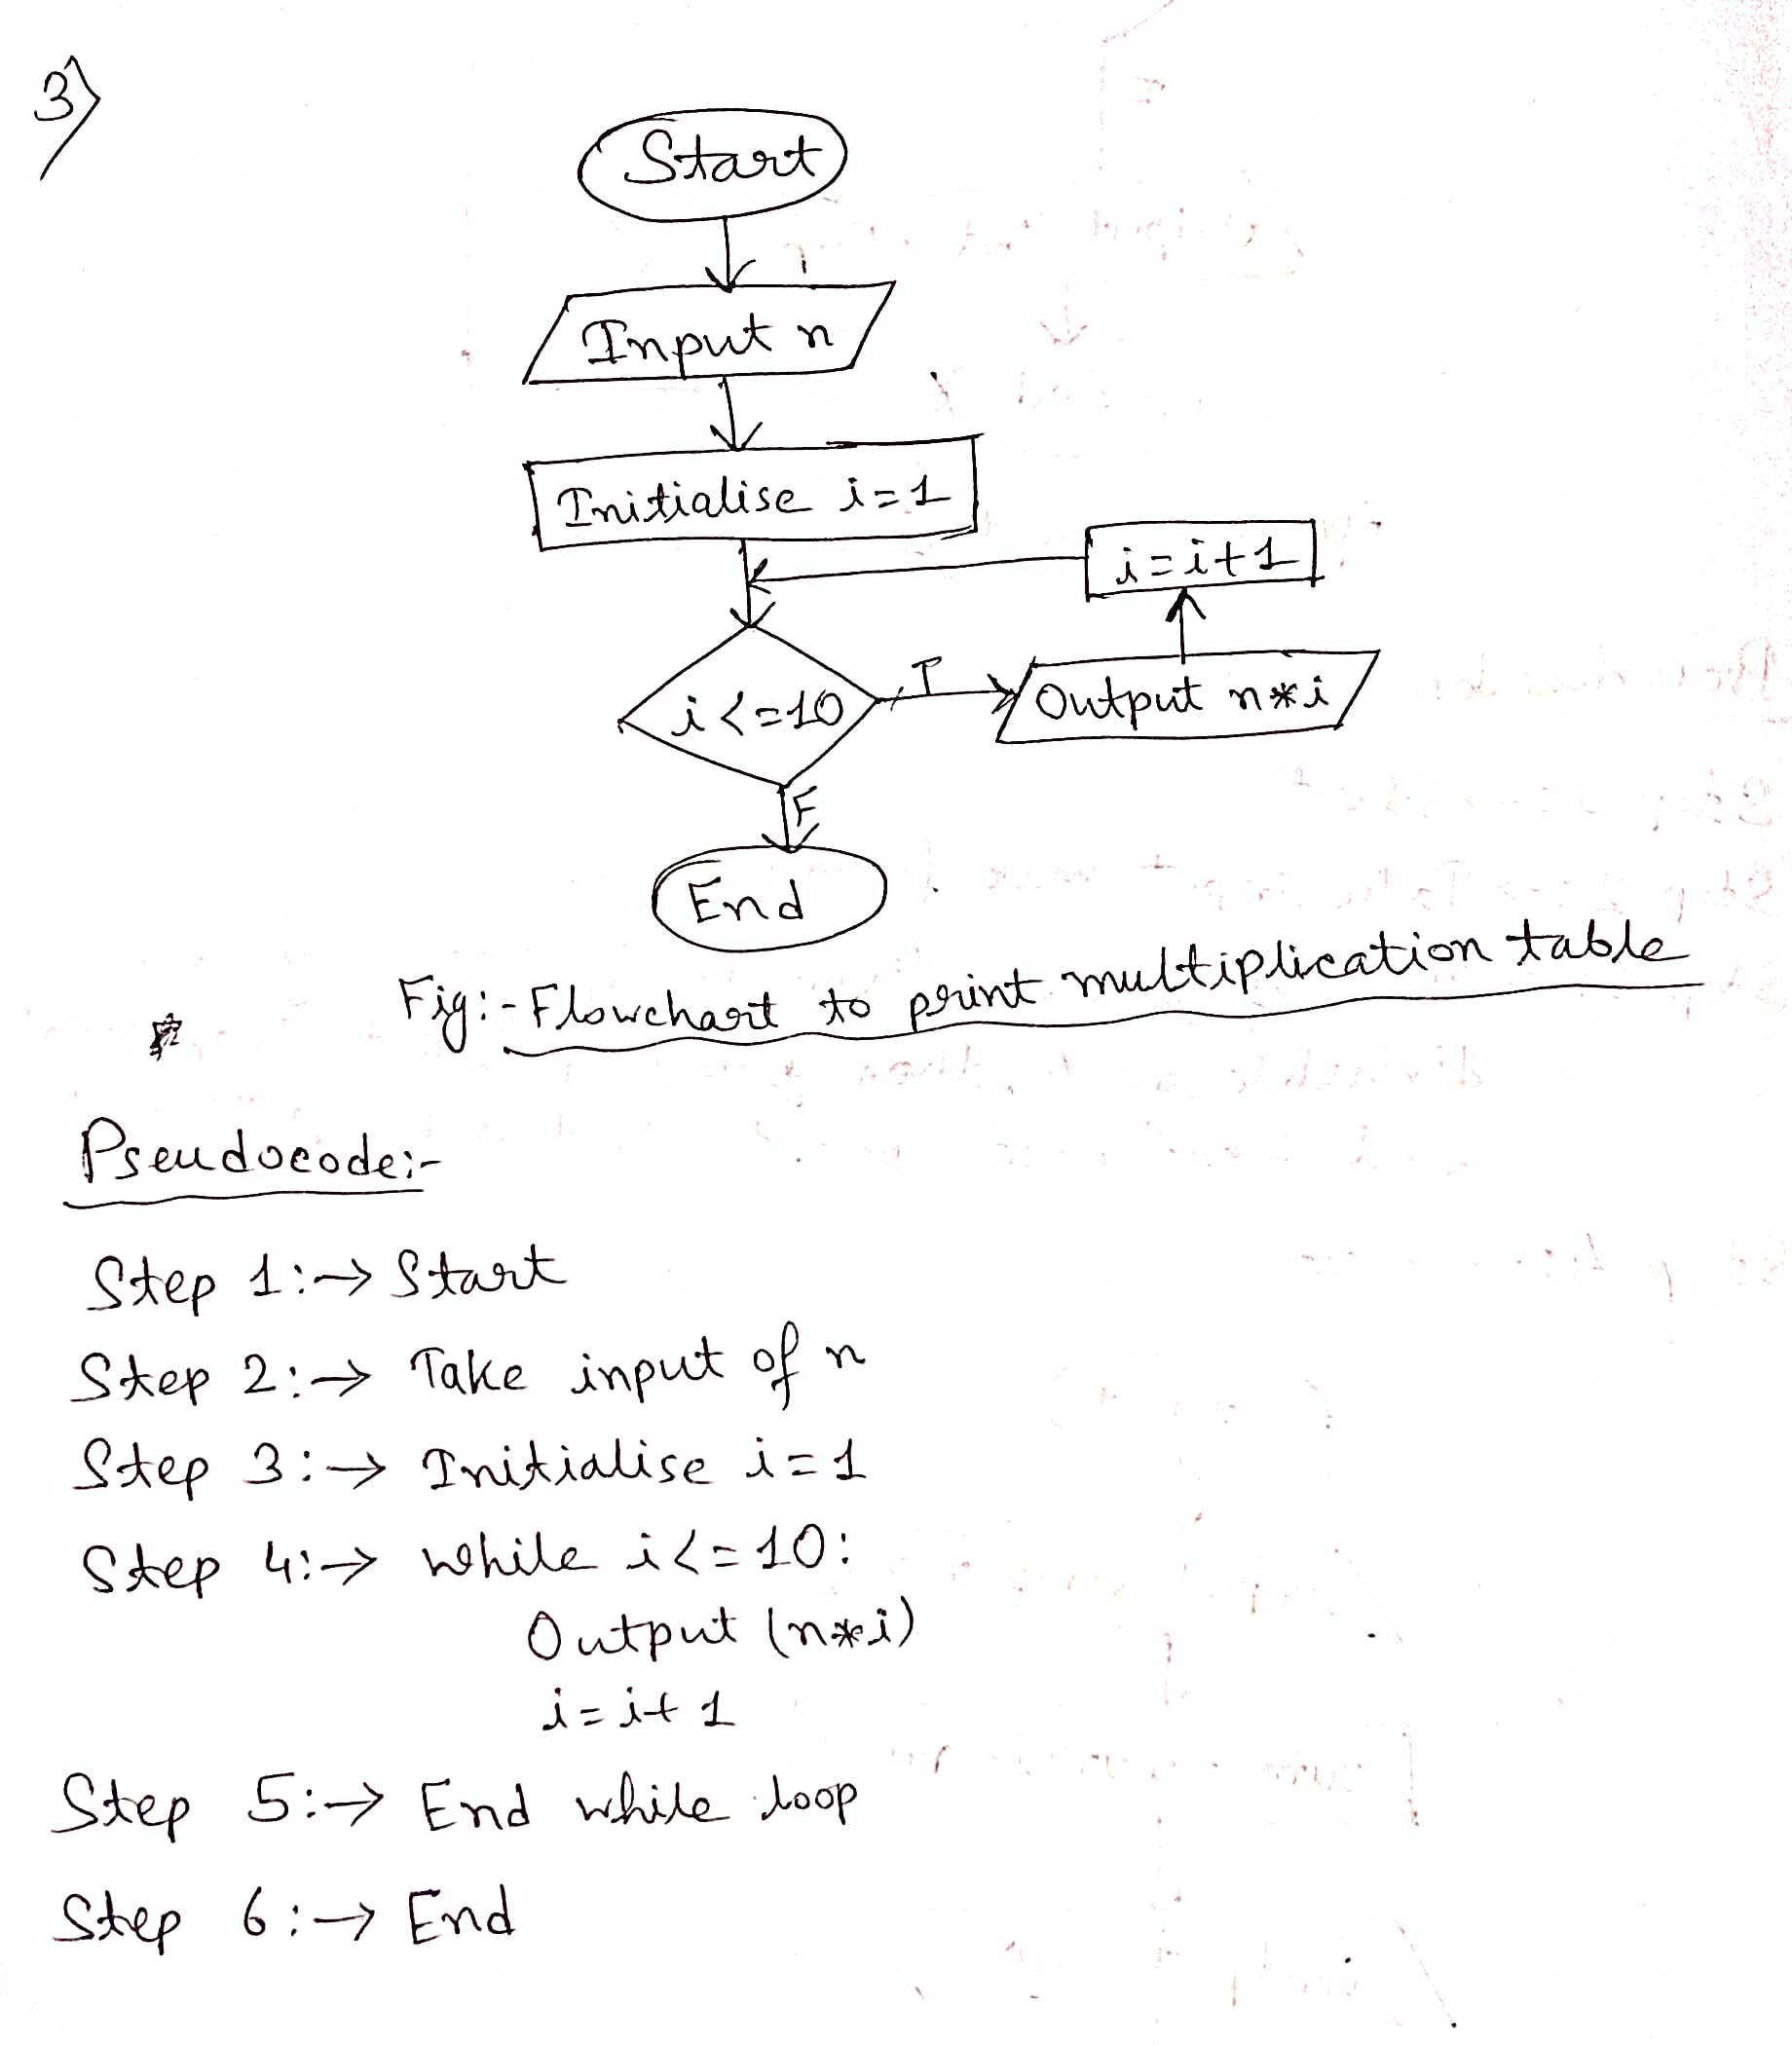 3)
Start
Input n
Initialise i=1
i=i+1
i<=10
T
Output n*i
F
End
Fig:- Flowchart to print multiplication table
Pseudocode:-
Step 1:→ Start
Step 2:→ Take input of n
Step 3:→ Initialise i=1
Step 4:→ while i<=10:
Output (n*i)
i=i+1
Step 5:→ End while loop
Step 6:→ End